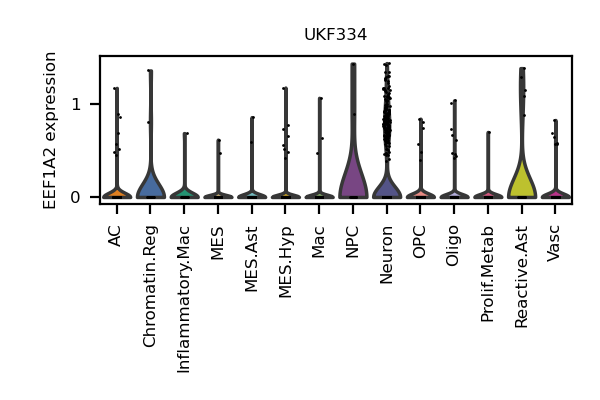 UKF334
EEF1A2 expression
1
0
AC
Chromatin.Reg
Inflammatory.Mac
MES
MES.Ast
MES.Hyp
Mac
NPC
Neuron
OPC
Oligo
Prolif.Metab
Reactive.Ast
Vasc